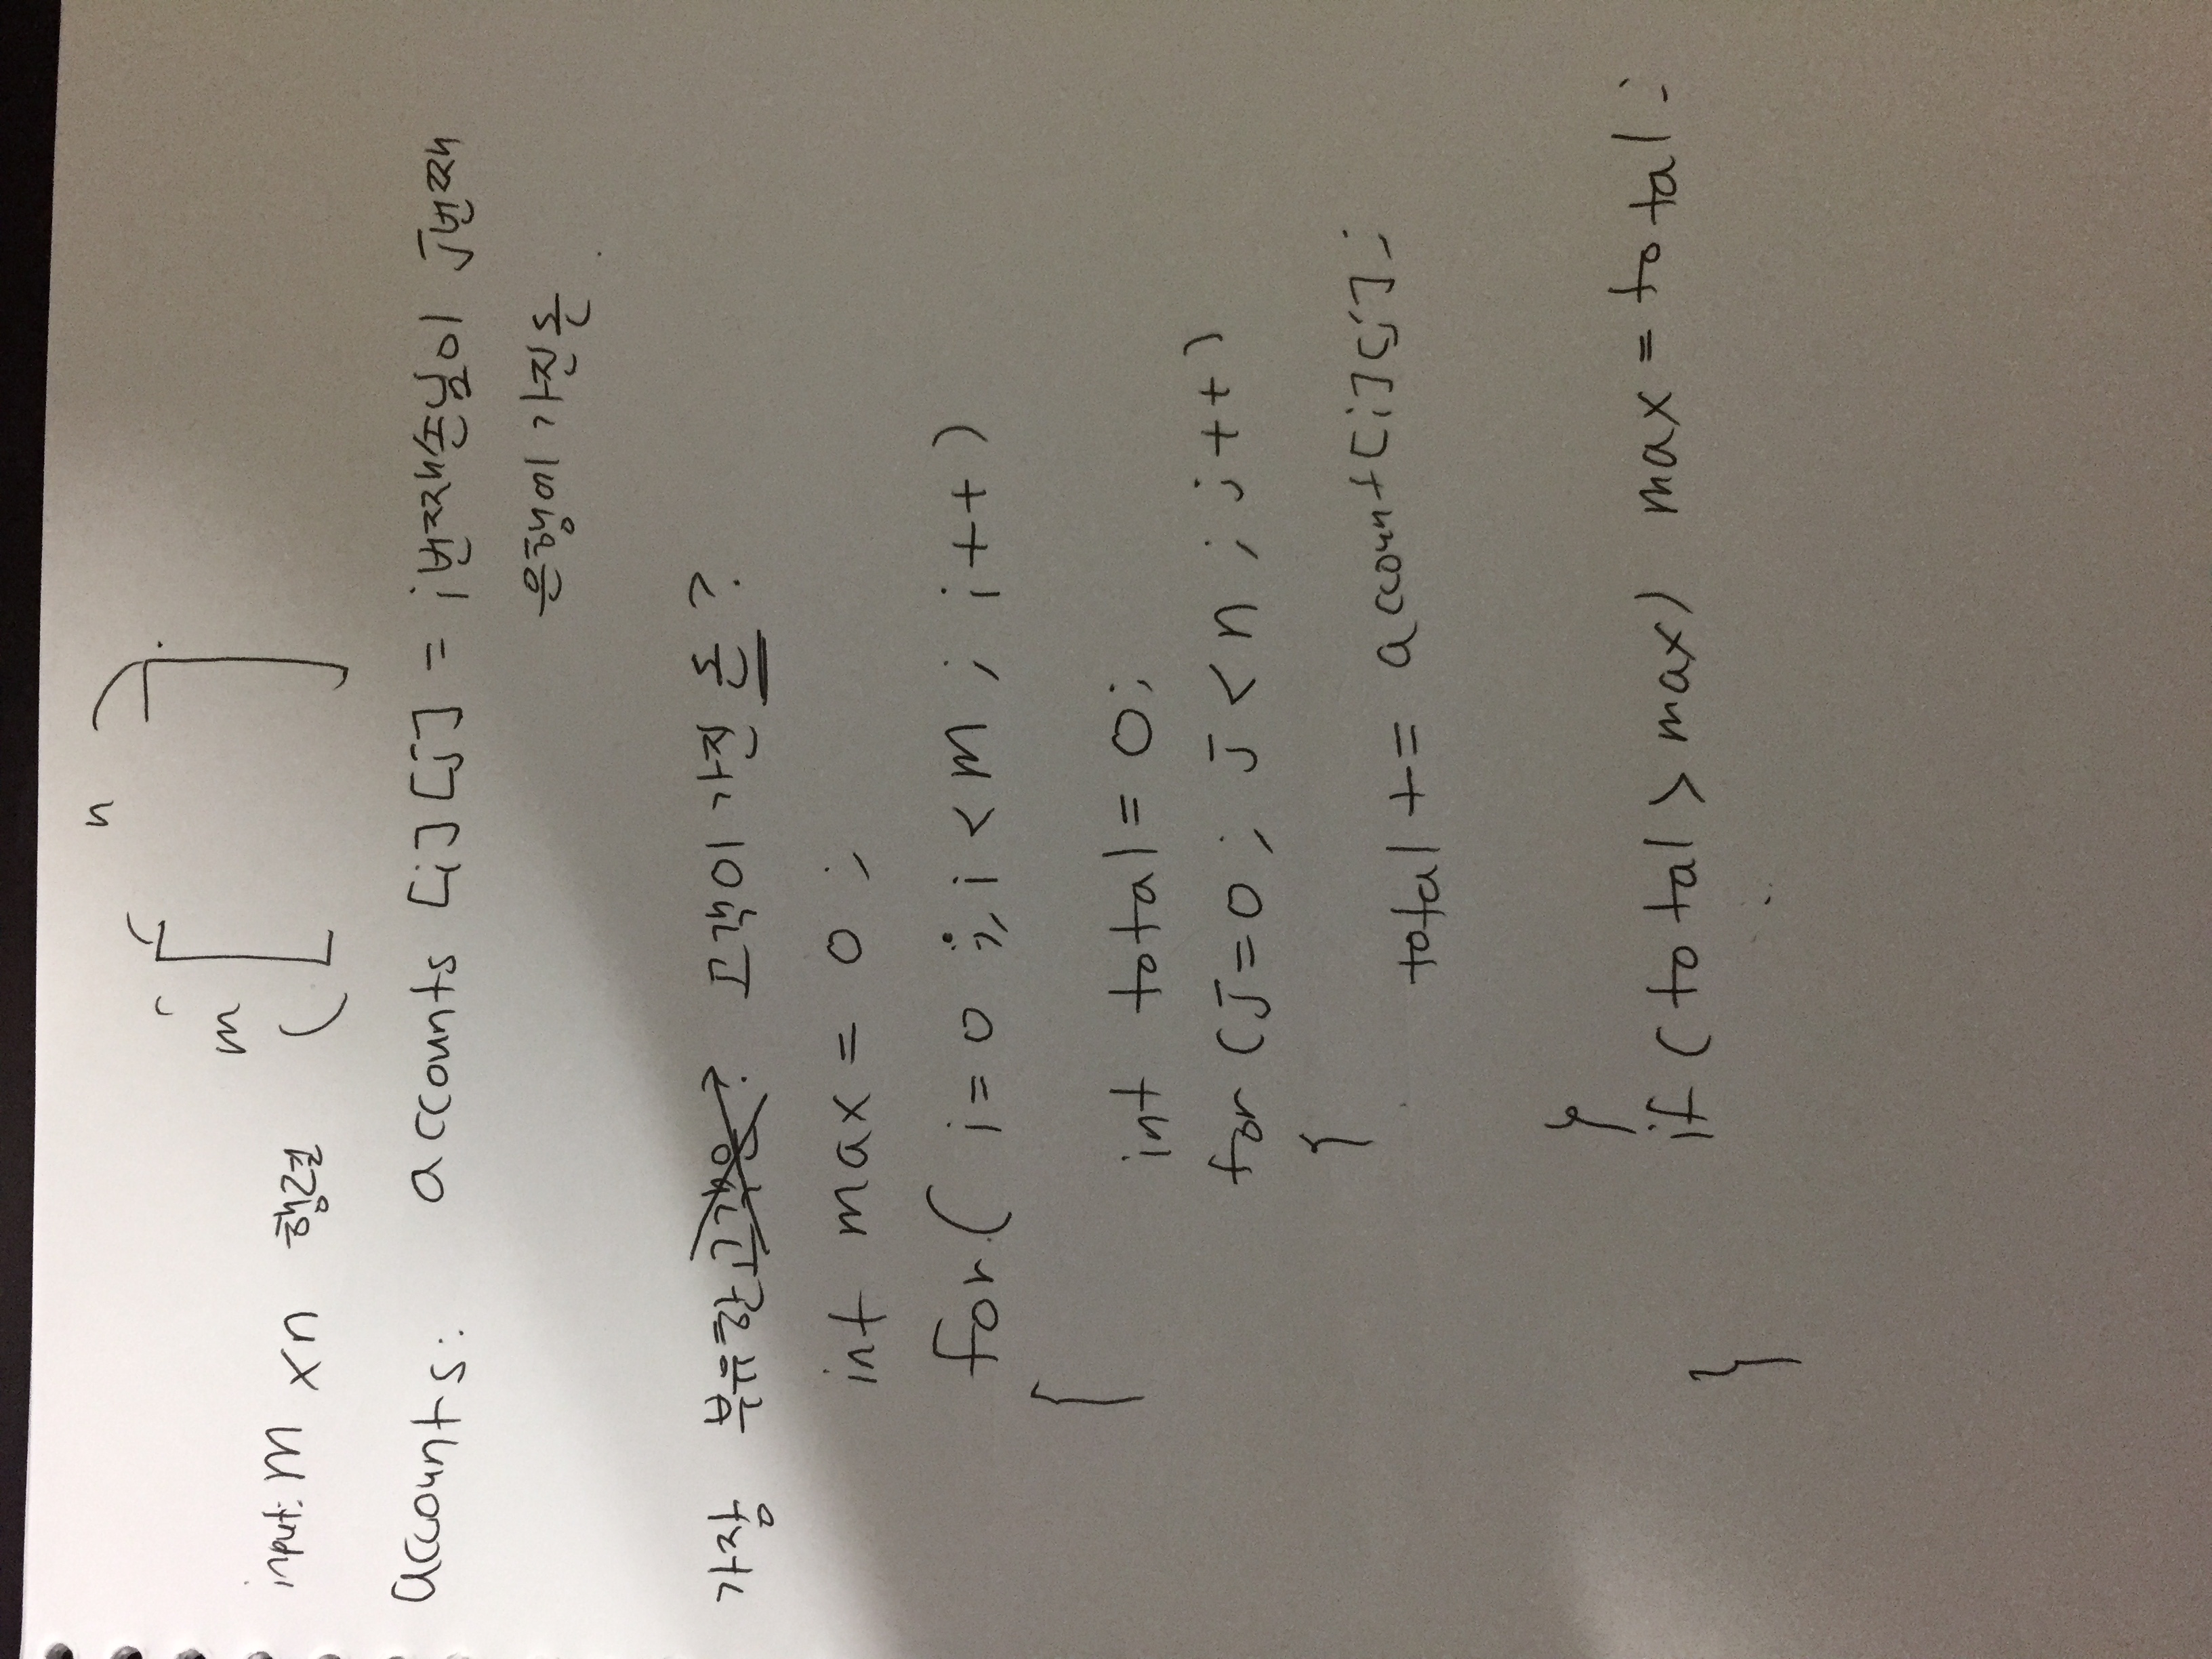 n
m
input: m x n 행렬
accounts: accounts [i][j] = i번째손님이 j번째
은행에 가진돈
가장 부유한 고객은? 고객이 가진 돈?
int max = 0 ;
for( i=0 ; i < m ; i++)
{
int total = 0;
for (j=0; j < n ; j++)
{
total += account[i][j];
}
if (total > max) max = total;
}